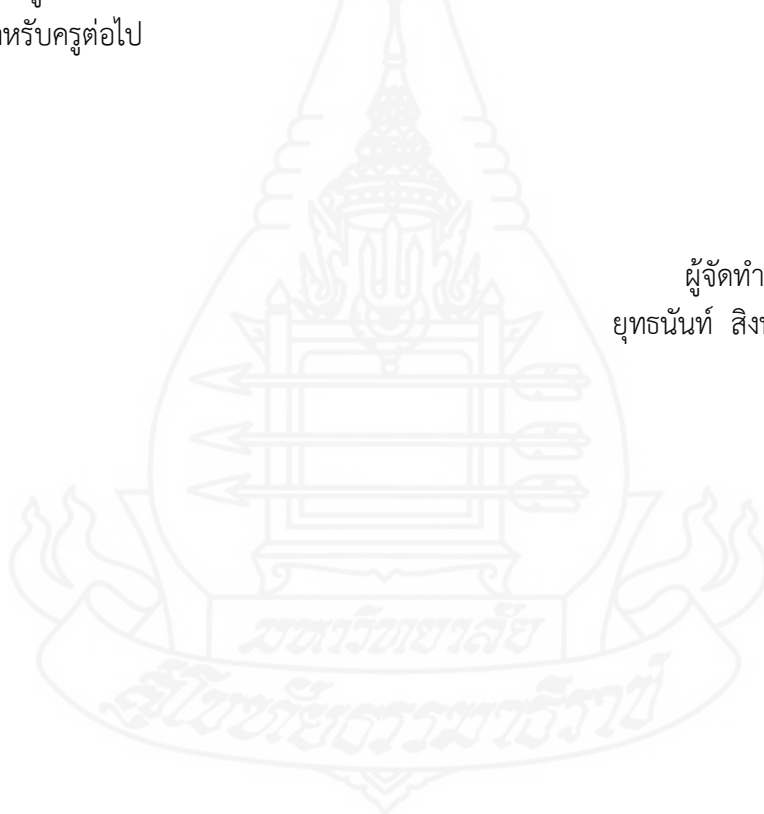 หรับครูต่อไป
ผู้จัดทำ
ยุทธนันท์ สิง
มหาวิทยาลัย
สุโขทัยธรรมาธิราช